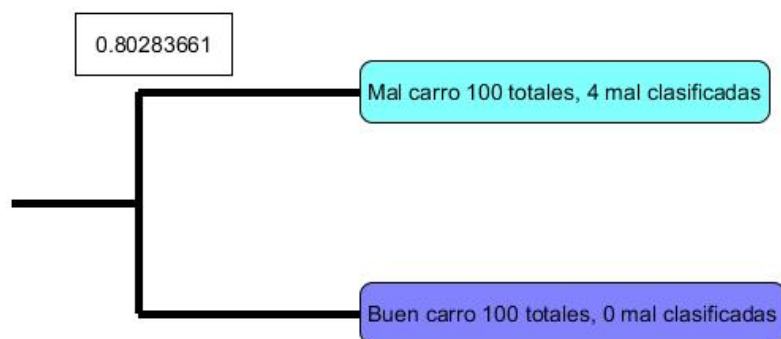 0.80283661
Mal carro 100 totales, 4 mal clasificadas
Buen carro 100 totales, 0 mal clasificadas